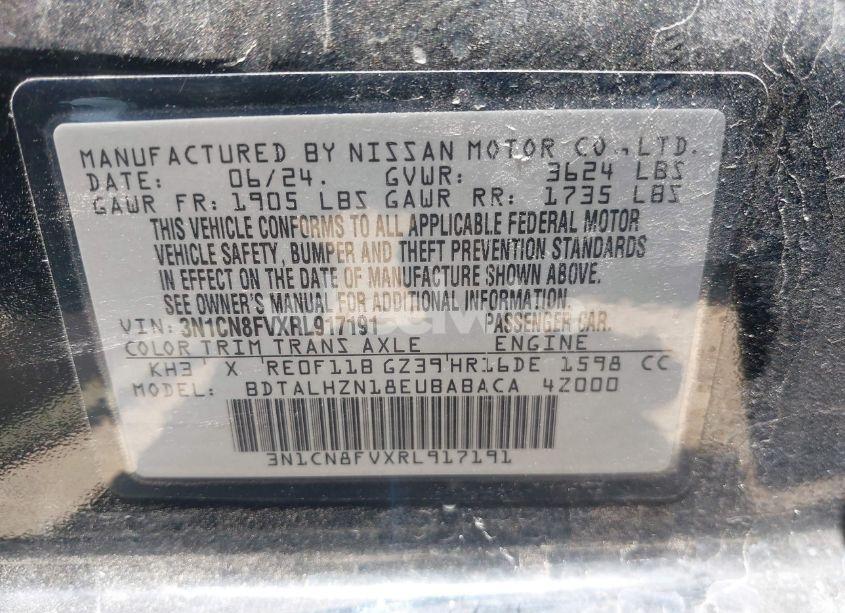 MANUFACTURED BY NISSAN MOTOR CO.,LTD.
DATE: 06/24. GVWR: 3624 LBS
GAWR FR: 1905 LBS GAWR RR: 1735 LBS
THIS VEHICLE CONFORMS TO ALL APPLICABLE FEDERAL MOTOR
VEHICLE SAFETY, BUMPER AND THEFT PREVENTION STANDARDS
IN EFFECT ON THE DATE OF MANUFACTURE SHOWN ABOVE.
SEE OWNER'S MANUAL FOR ADDITIONAL INFORMATION.
VIN: 3N1CN8FVXRL917191 PASSENGER CAR.
COLOR TRIM TRANS AXLE ENGINE
KH3 X RE0F11B GZ39 HR16DE 1598 CC
MODEL: BDTALHZN18EUBABACA 4Z000
3N1CN8FVXRL917191